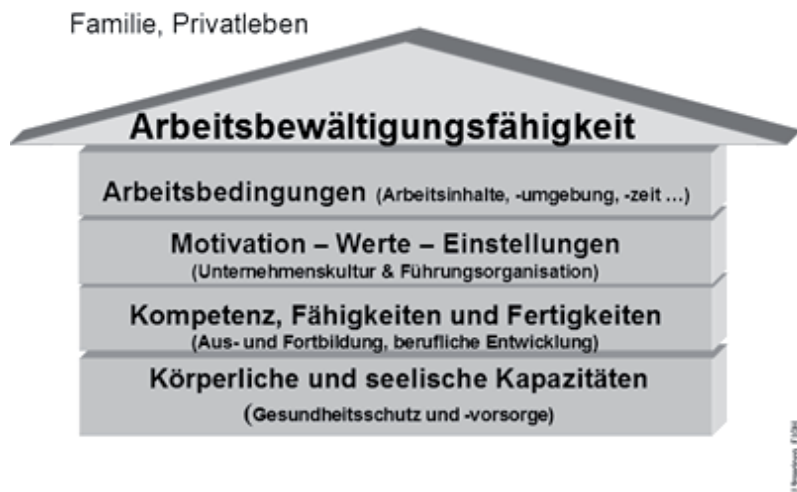 Familie, Privatleben
Arbeitsbewältigungsfähigkeit
Arbeitsbedingungen (Arbeitsinhalte, -umgebung, -zeit ...)
Motivation – Werte – Einstellungen
(Unternehmenskultur & Führungsorganisation)
Kompetenz, Fähigkeiten und Fertigkeiten
(Aus- und Fortbildung, berufliche Entwicklung)
Körperliche und seelische Kapazitäten
(Gesundheitsschutz und -vorsorge)